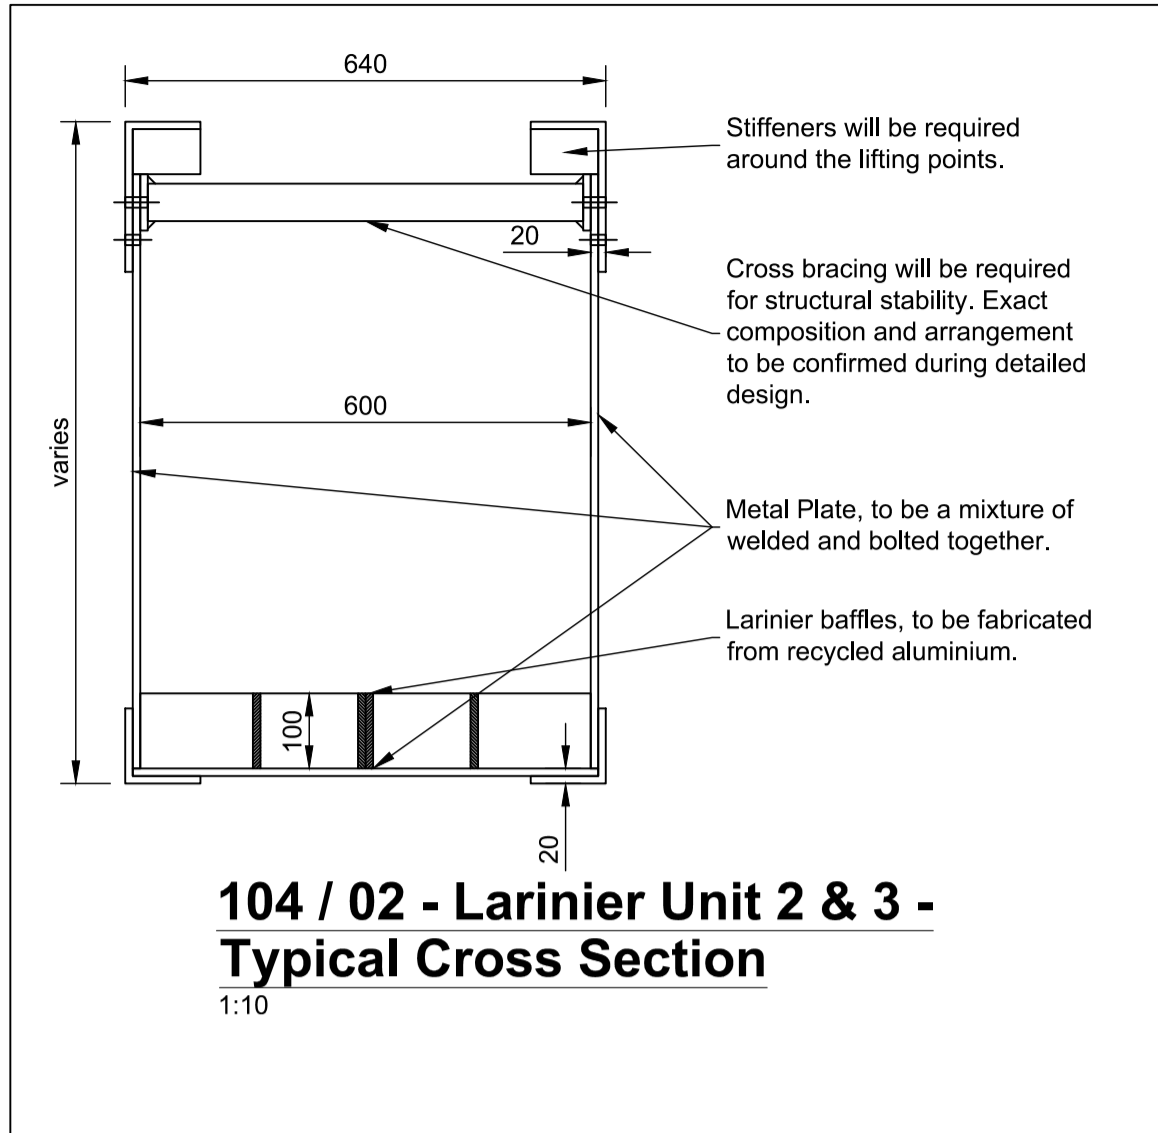 640
Stiffeners will be required
around the lifting points.
20
Cross bracing will be required
for structural stability. Exact
composition and arrangement
to be confirmed during detailed
design.
600
varies
Metal Plate, to be a mixture of
welded and bolted together.
Larinier baffles, to be fabricated
from recycled aluminium.
100
20
104 / 02 - Larinier Unit 2 & 3 -
Typical Cross Section
1:10